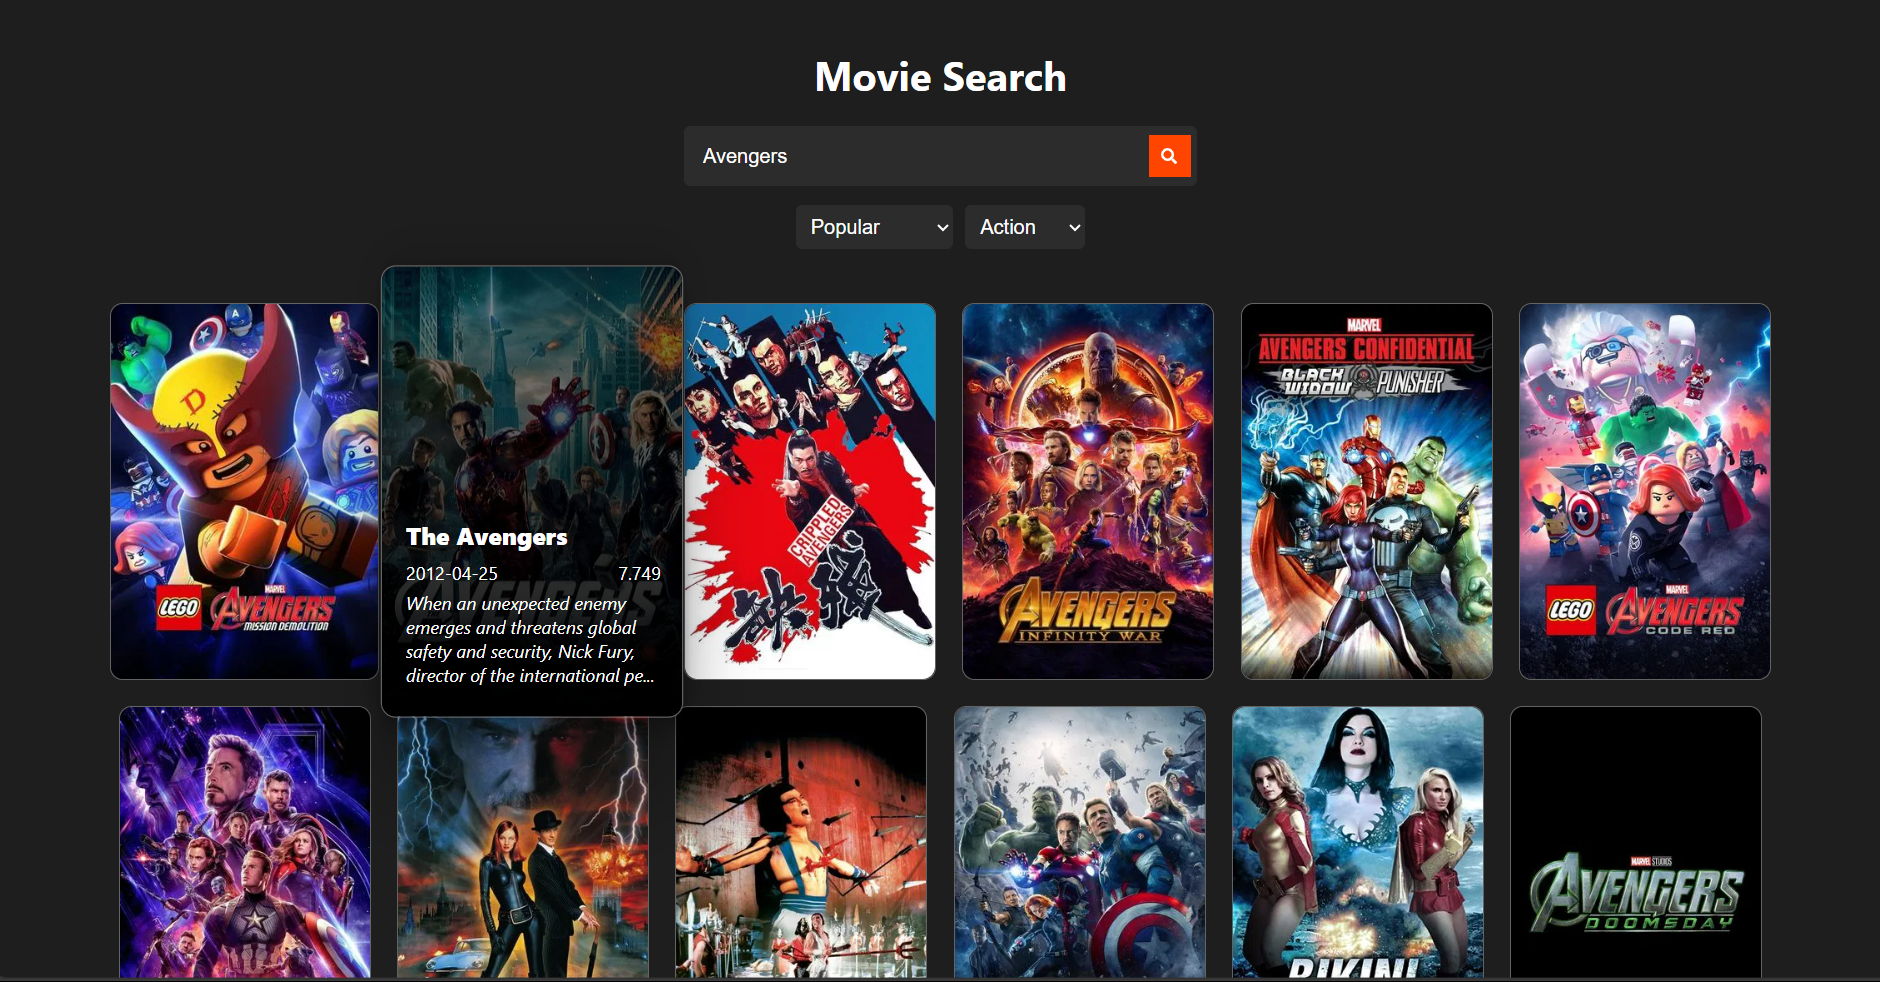 Movie Search
Avengers
Popular
Action
The Avengers
2012-04-25 7.749
When an unexpected enemy
emerges and threatens global
safety and security, Nick Fury,
director of the international pe...
D
A
LEGO
MARVEL
AVENGERS
MISSION DEMOLITION
AVENGERS
CRIPPLED
AVENGERS
AVENGERS
INFINITY WAR
MARVEL
AVENGERS CONFIDENTIAL
BLACK
WIDOW
PUNISHER
LEGO
MARVEL
AVENGERS
CODE RED
BIKINI
MARVEL STUDIOS
AVENGERS
DOOMSDAY